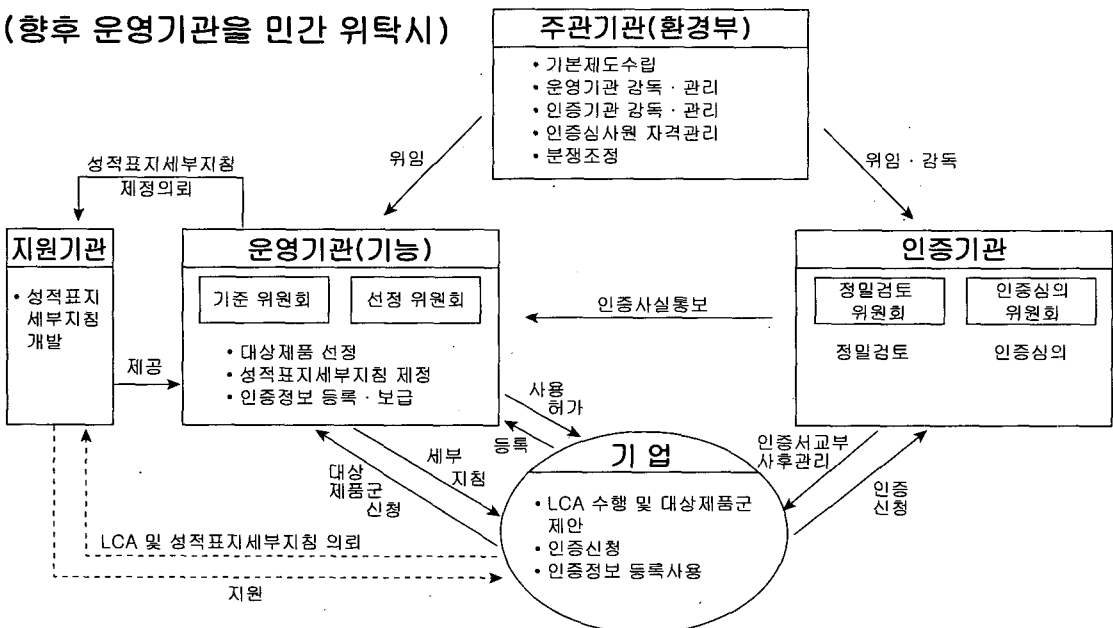 (향후 운영기관을 민간 위탁시)
주관기관(환경부)
• 기본제도수립
• 운영기관 감독 · 관리
• 인증기관 감독 · 관리
• 인증심사원 자격관리
• 분쟁조정
위임
위임 · 감독
성적표지세부지침
제정의뢰
지원기관
• 성적표지
세부지침
개발
제공
운영기관(기능)
기준 위원회
선정 위원회
• 대상제품 선정
• 성적표지세부지침 제정
• 인증정보 등록 · 보급
인증사실통보
인증기관
정밀검토
위원회
인증심의
위원회
정밀검토
인증심의
사용
허가
등록
세부
지침
대상
제품군
신청
기 업
• LCA 수행 및 대상제품군
제안
• 인증신청
• 인증정보 등록사용
인증서교부
사후관리
인증
신청
LCA 및 성적표지세부지침 의뢰
지원